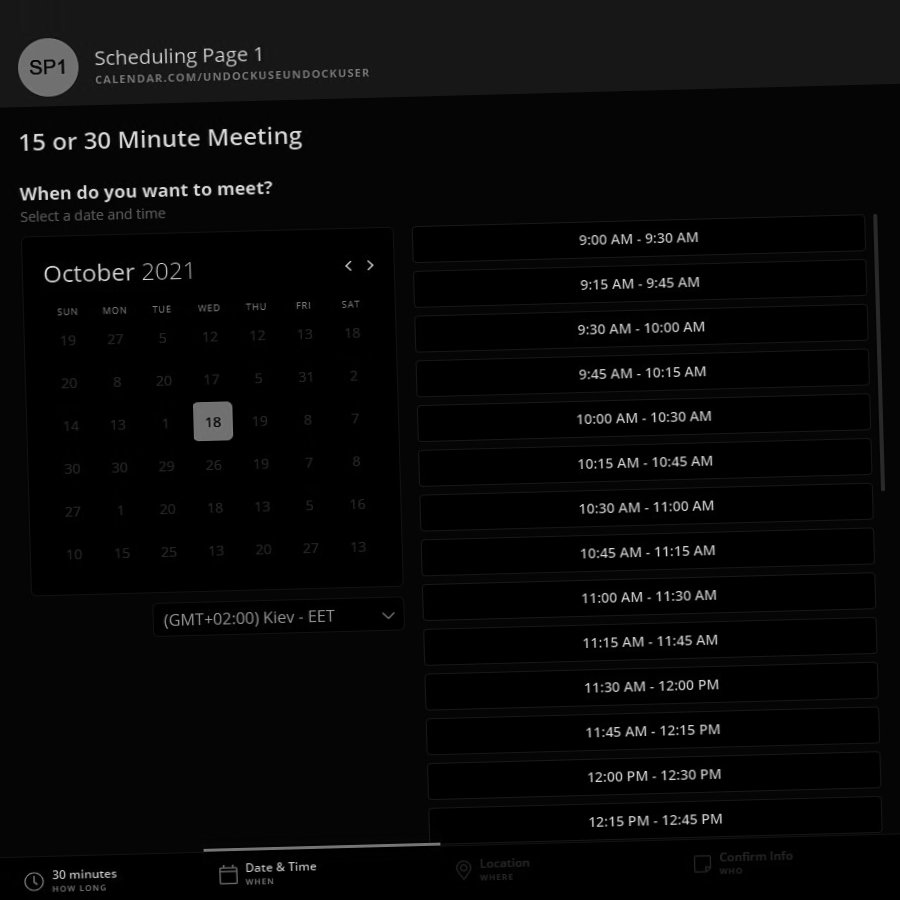 SP1
Scheduling Page 1
CALENDAR.COM/UNDOCKUSEUNDOCKUSER
15 or 30 Minute Meeting
When do you want to meet?
Select a date and time
October 2021
SUN MON TUE WED THU FRI SAT
19 27 5 12 12 13 18
20 8 20 17 5 31 2
14 13 1 18 19 8 7
30 30 29 26 19 7 8
27 1 20 18 13 5 16
10 15 25 13 20 27 13
(GMT+02:00) Kiev - EET
9:00 AM - 9:30 AM
9:15 AM - 9:45 AM
9:30 AM - 10:00 AM
9:45 AM - 10:15 AM
10:00 AM - 10:30 AM
10:15 AM - 10:45 AM
10:30 AM - 11:00 AM
10:45 AM - 11:15 AM
11:00 AM - 11:30 AM
11:15 AM - 11:45 AM
11:30 AM - 12:00 PM
11:45 AM - 12:15 PM
12:00 PM - 12:30 PM
12:15 PM - 12:45 PM
30 minutes
HOW LONG
Date & Time
WHEN
Location
WHERE
Confirm Info
WHO